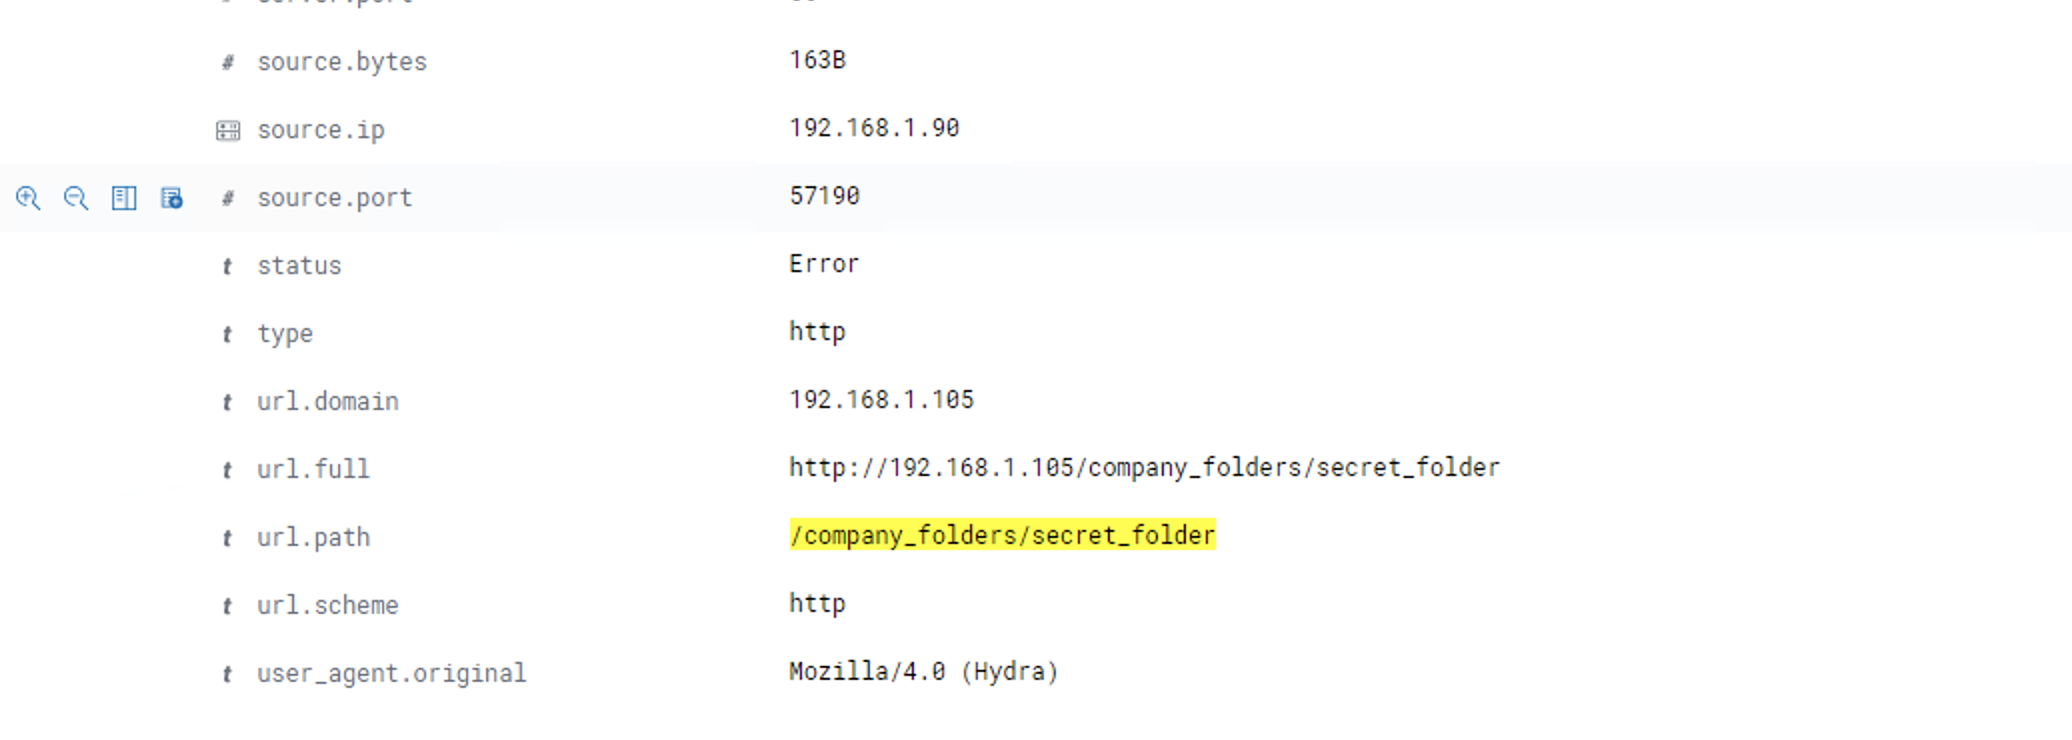 # source.bytes 163B
source.ip 192.168.1.90
# source.port 57190
t status Error
t type http
t url.domain 192.168.1.105
t url.full http://192.168.1.105/company_folders/secret_folder
t url.path /company_folders/secret_folder
t url.scheme http
t user_agent.original Mozilla/4.0 (Hydra)